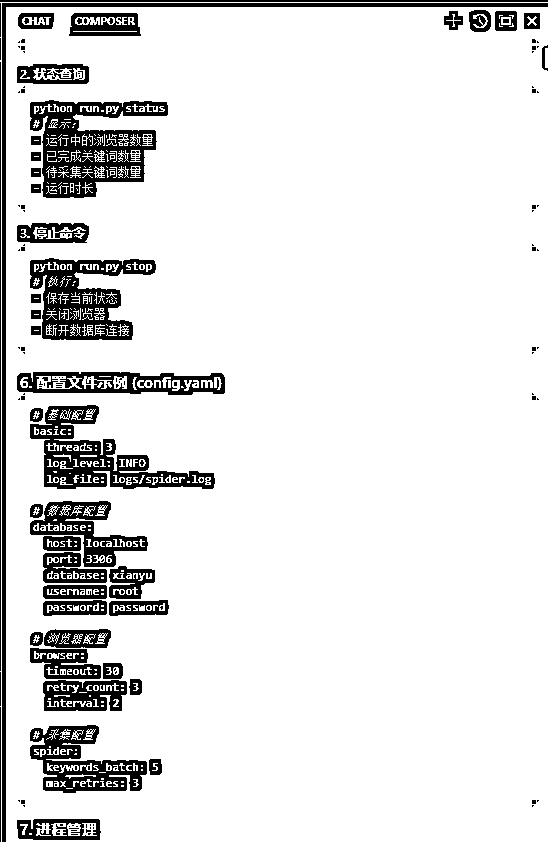 CHAT COMPOSER
2. 状态查询
python run.py status
# 显示:
- 运行中的浏览器数量
- 已完成关键词数量
- 待采集关键词数量
- 运行时长
3. 停止命令
python run.py stop
# 执行:
- 保存当前状态
- 关闭浏览器
- 断开数据库连接
6. 配置文件示例 (config.yaml)
# 基础配置
basic:
threads: 3
log_level: INFO
log_file: logs/spider.log
# 数据库配置
database:
host: localhost
port: 3306
database: xianyu
username: root
password: password
# 浏览器配置
browser:
timeout: 30
retry_count: 3
interval: 2
# 采集配置
spider:
keywords_batch: 5
max_retries: 3
7. 进程管理